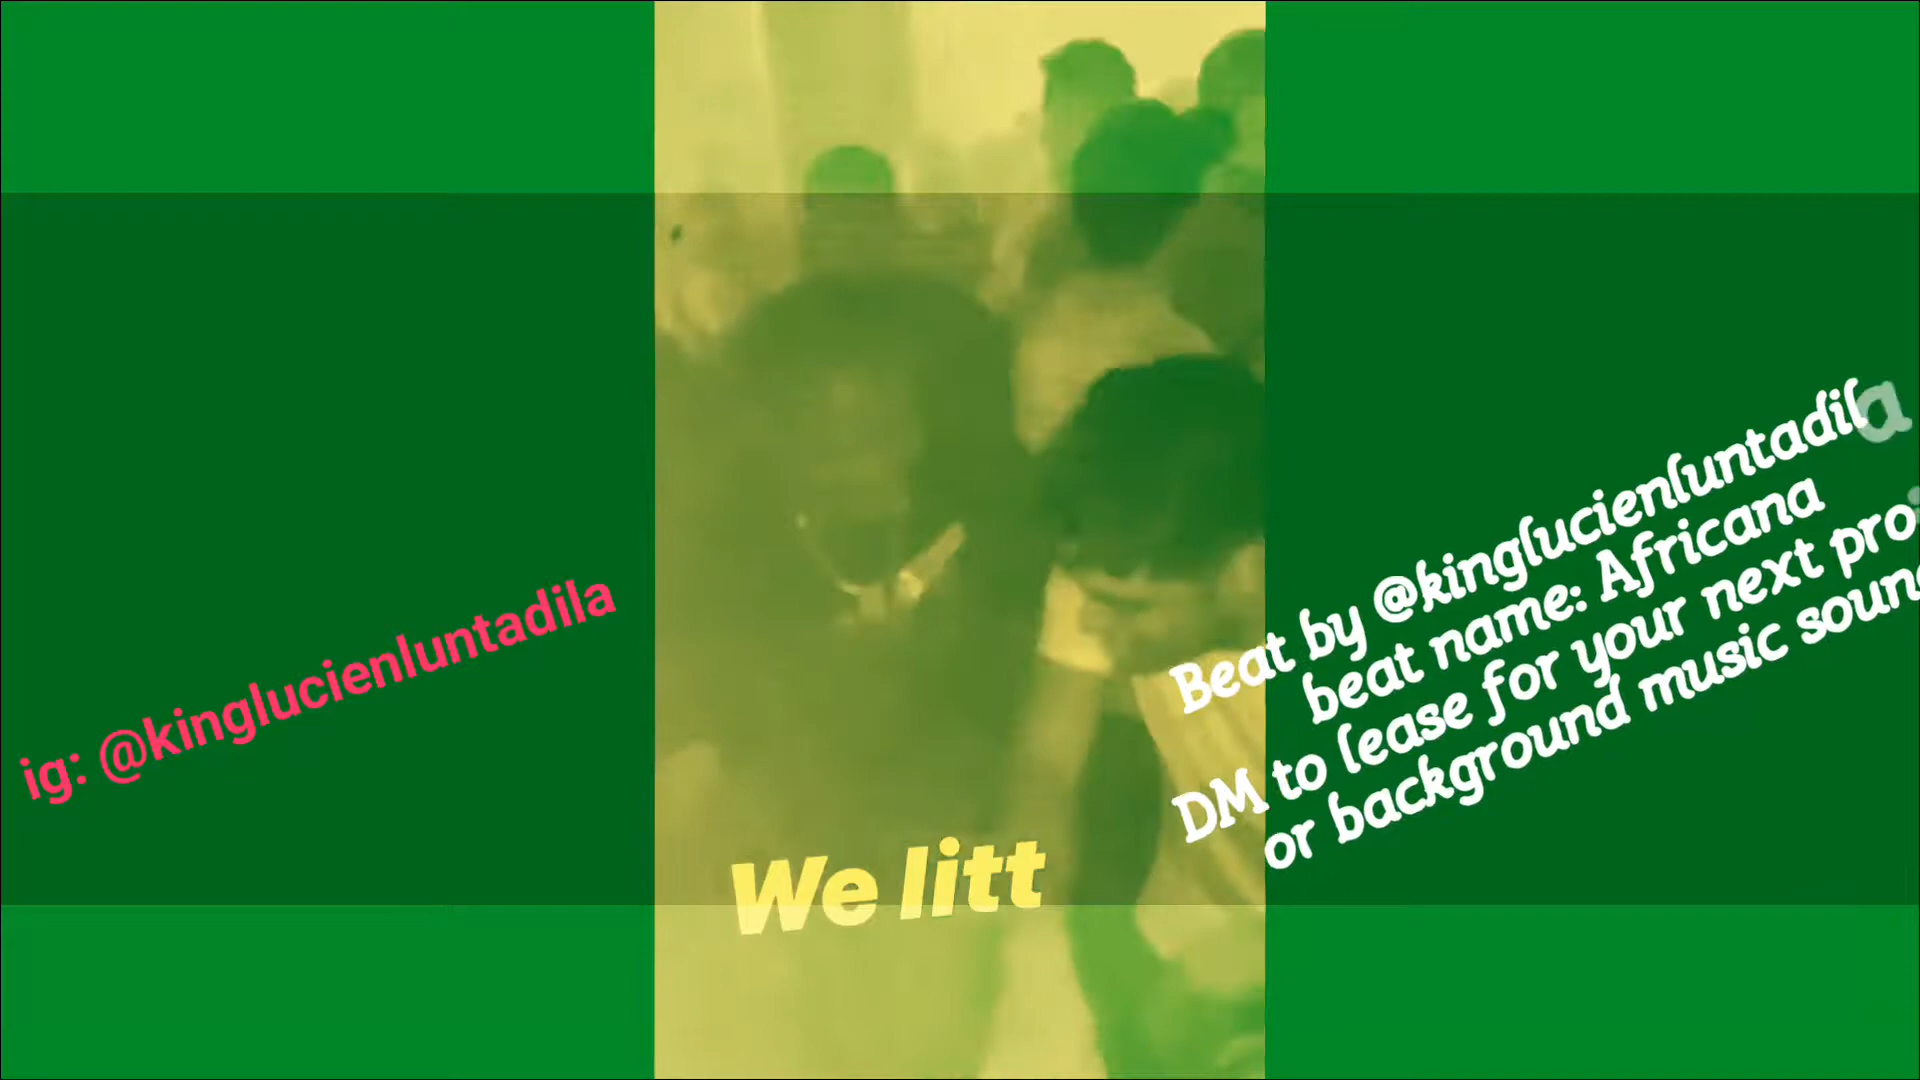 ig: @kinglucienluntadila
We litt
Beat by @kinglucienluntadila
beat name: Africana
DM to lease for your next pro
or background music soun